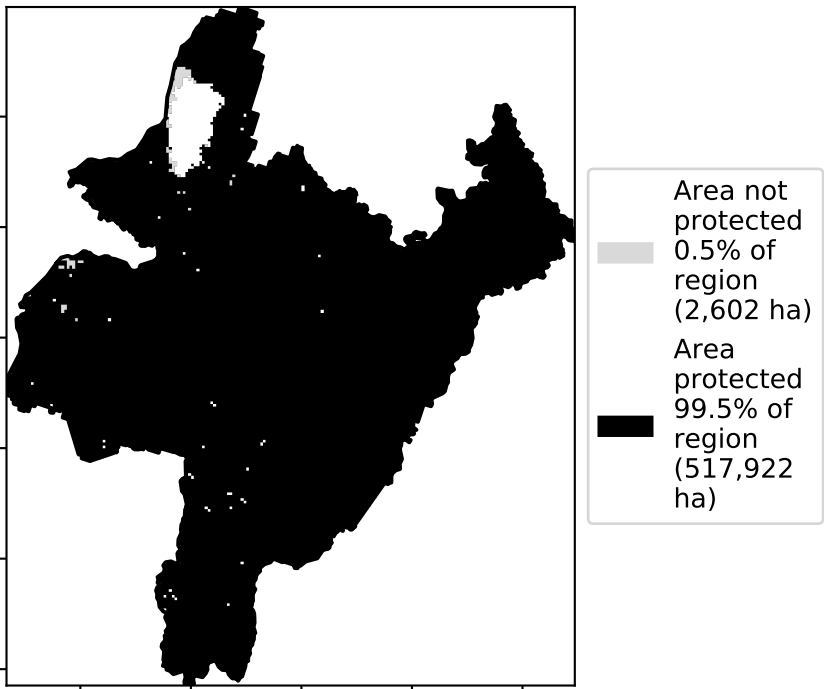 Area not
protected
0.5% of
region
(2,602 ha)
Area
protected
99.5% of
region
(517,922
ha)